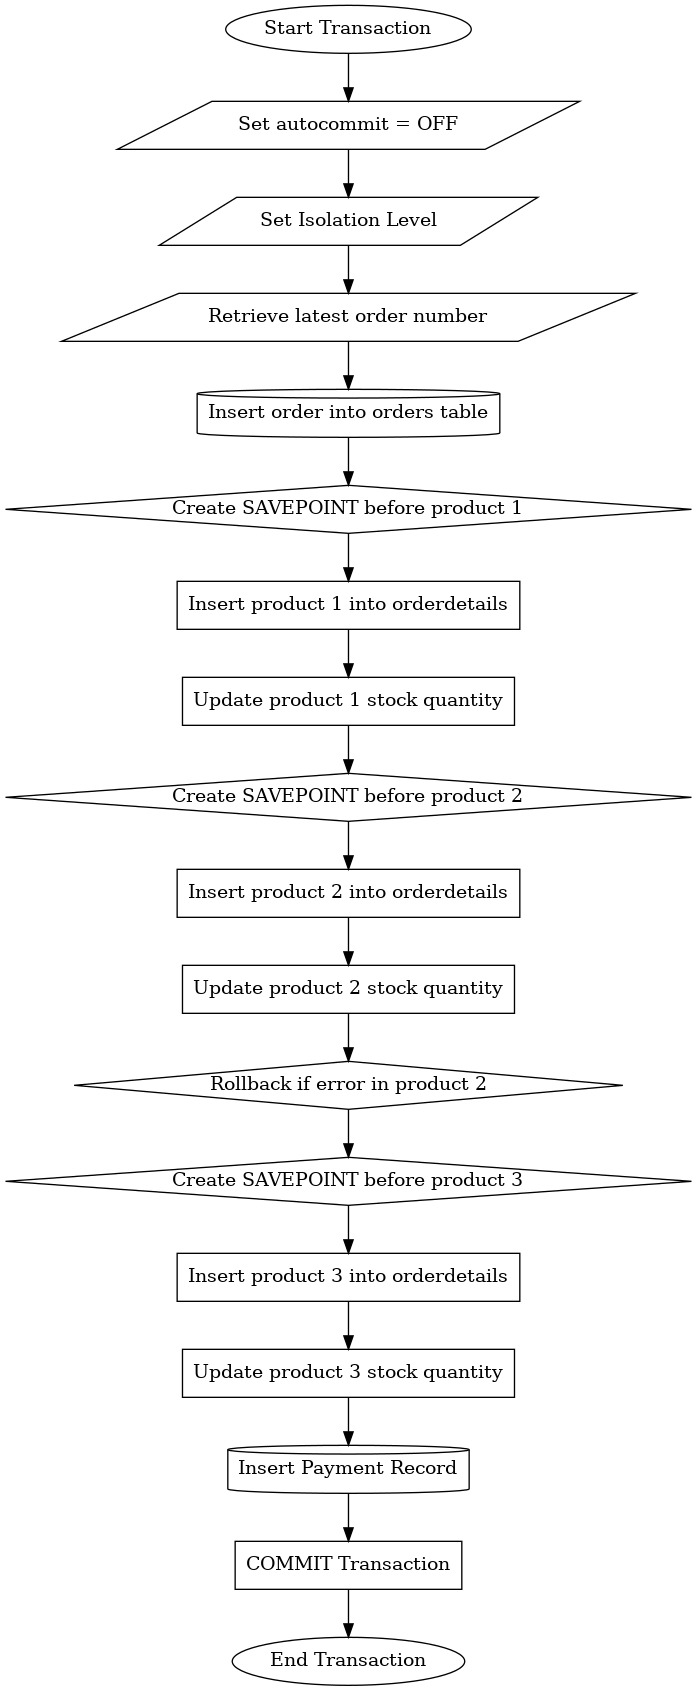 Start Transaction
Set autocommit = OFF
Set Isolation Level
Retrieve latest order number
Insert order into orders table
Create SAVEPOINT before product 1
Insert product 1 into orderdetails
Update product 1 stock quantity
Create SAVEPOINT before product 2
Insert product 2 into orderdetails
Update product 2 stock quantity
Rollback if error in product 2
Create SAVEPOINT before product 3
Insert product 3 into orderdetails
Update product 3 stock quantity
Insert Payment Record
COMMIT Transaction
End Transaction